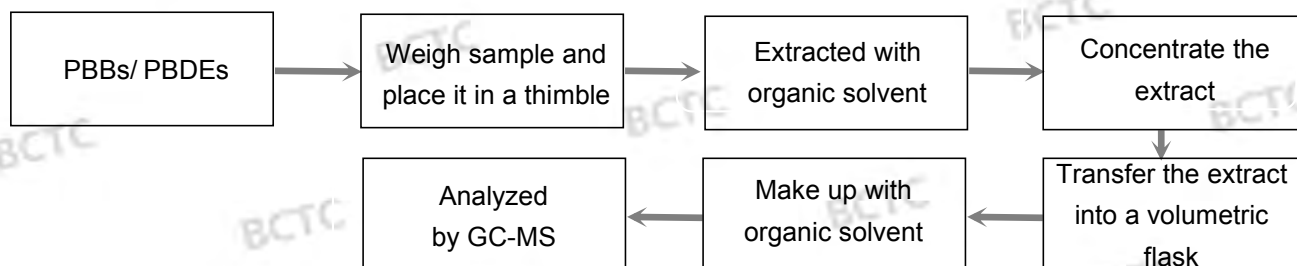 PBBs/ PBDEs
Weigh sample and
place it in a thimble
Extracted with
organic solvent
Concentrate the
extract
Transfer the extract
into a volumetric
flask
Make up with
organic solvent
Analyzed
by GC-MS
BCTC
BCTC
BCTC
BCTC
BCTC
BCTC
BCTC